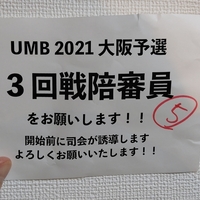 UMB 2021 大阪予選
3回戦陪審員
をお願いします！！
5
開始前に司会が誘導します
よろしくお願いいたします！！